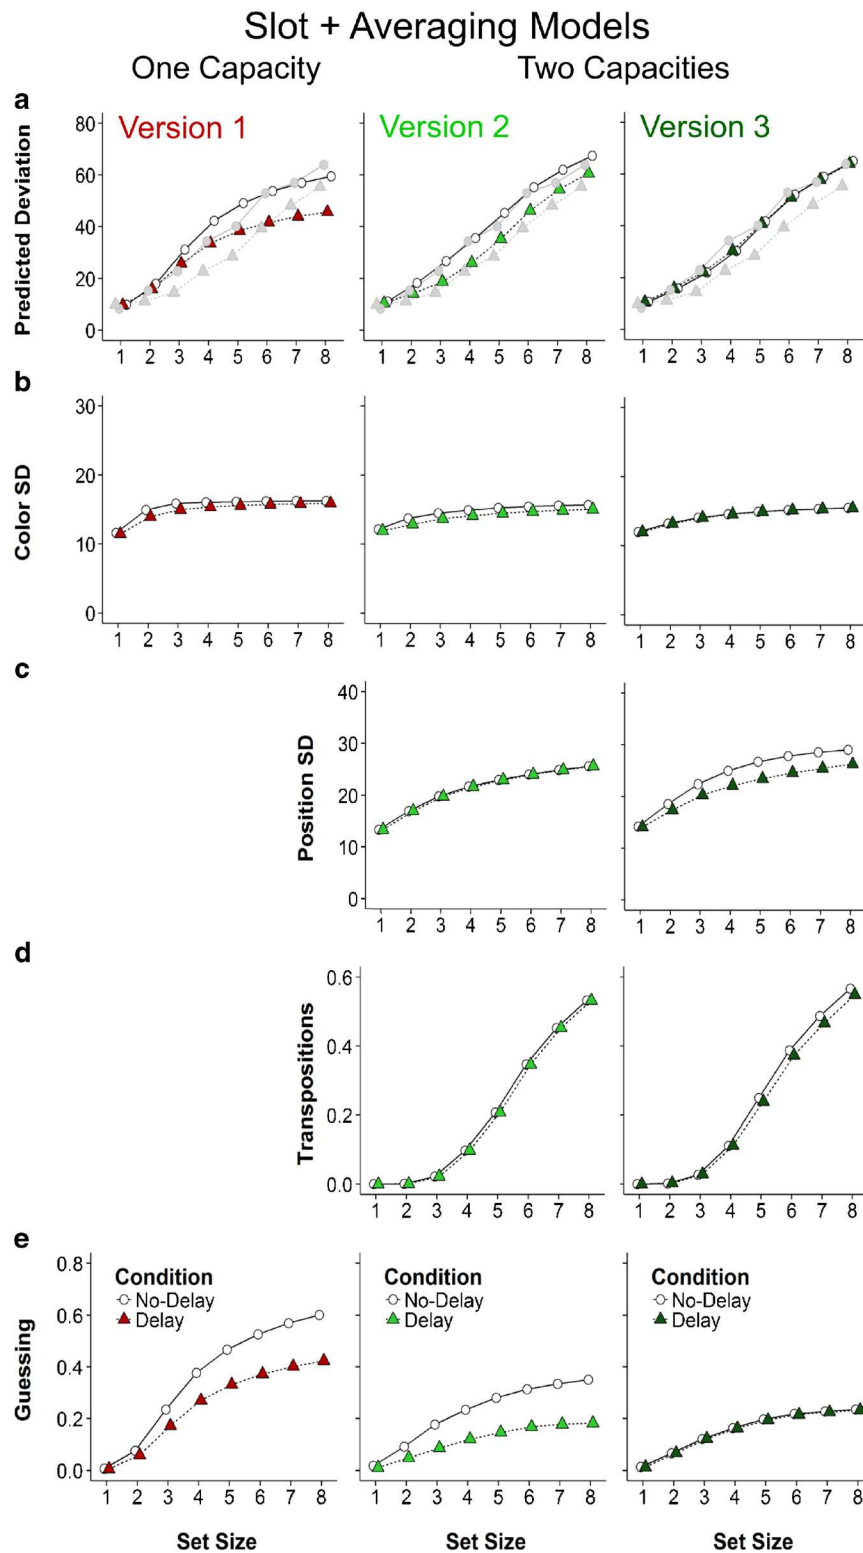 Slot + Averaging Models
One Capacity
Two Capacities
a
Predicted Deviation
Version 1
Version 2
Version 3
80
60
40
20
0
1 2 3 4 5 6 7 8
1 2 3 4 5 6 7 8
1 2 3 4 5 6 7 8
b
Color SD
30
20
10
0
1 2 3 4 5 6 7 8
1 2 3 4 5 6 7 8
1 2 3 4 5 6 7 8
c
Position SD
40
30
20
10
0
1 2 3 4 5 6 7 8
1 2 3 4 5 6 7 8
d
Transpositions
0.6
0.4
0.2
0.0
1 2 3 4 5 6 7 8
1 2 3 4 5 6 7 8
e
Guessing
0.8
0.6
0.4
0.2
0.0
Condition
No-Delay
Delay
Condition
No-Delay
Delay
Condition
No-Delay
Delay
1 2 3 4 5 6 7 8
1 2 3 4 5 6 7 8
1 2 3 4 5 6 7 8
Set Size
Set Size
Set Size